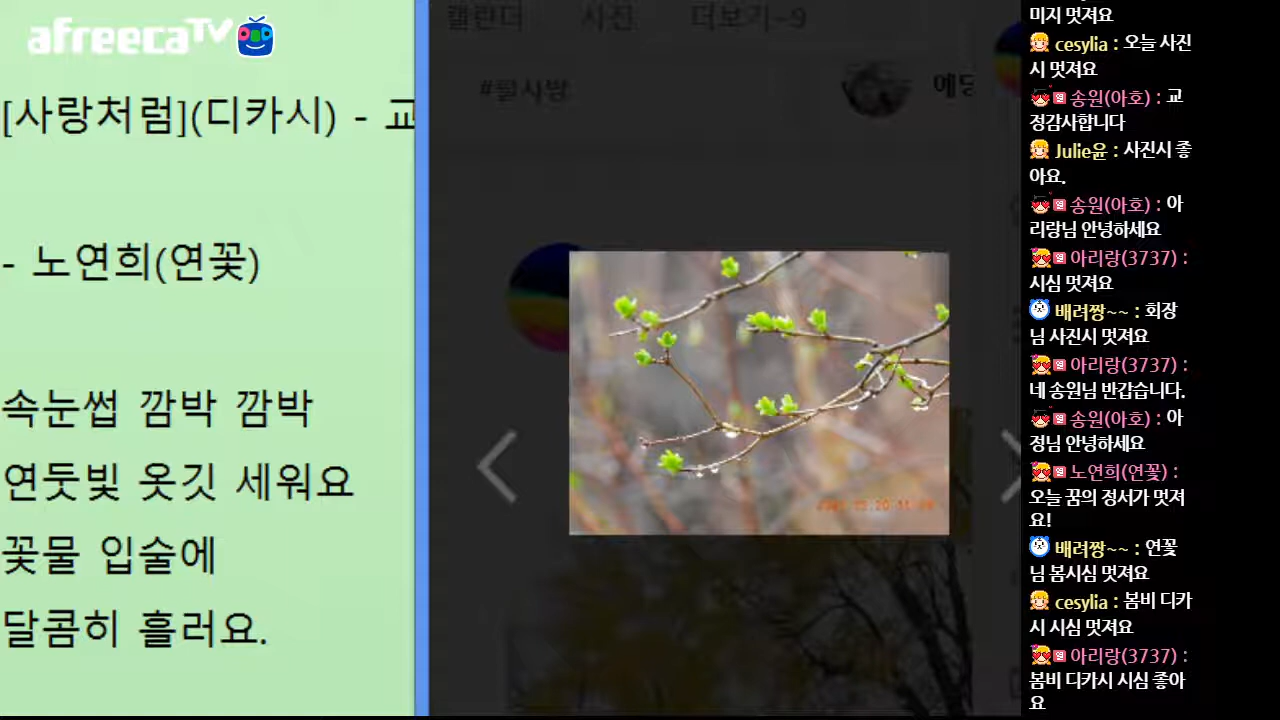 afreecaTV
[사랑처럼](디카시) - 교
- 노연희(연꽃)
속눈썹 깜박 깜박
연둣빛 옷깃 세워요
꽃물 입술에
달콤히 흘러요.
캘린더 사진 더보기~9
#펄사랑
미지 멋져요
cesylia : 오늘 사진
시 멋져요
송원(아호) : 교
정감사합니다
Julie윤 : 사진시 좋
아요.
송원(아호) : 아
리랑님 안녕하세요
아리랑(3737) :
시심 멋져요
배려짱~~ : 회장
님 사진시 멋져요
아리랑(3737) :
네 송원님 반갑습니다.
송원(아호) : 아
정님 안녕하세요
노연희(연꽃) :
오늘 꿈의 정서가 멋져
요!
배려짱~~ : 연꽃
님 봄시심 멋져요
cesylia : 봄비 디카
시 시심 멋져요
아리랑(3737) :
봄비 디카시 시심 좋아
요